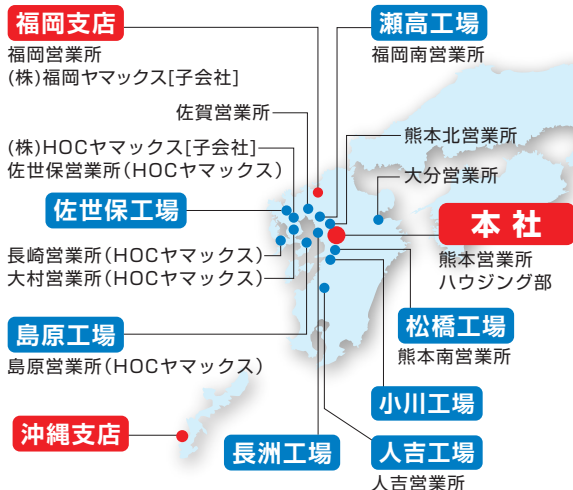 福岡支店
福岡営業所
(株)福岡ヤマックス[子会社]
瀬高工場
福岡南営業所
佐賀営業所
(株)HOCヤマックス[子会社]
佐世保営業所(HOCヤマックス)
熊本北営業所
大分営業所
佐世保工場
本社
熊本営業所
ハウジング部
長崎営業所(HOCヤマックス)
大村営業所(HOCヤマックス)
島原工場
島原営業所(HOCヤマックス)
松橋工場
熊本南営業所
小川工場
沖縄支店
長洲工場
人吉工場
人吉営業所